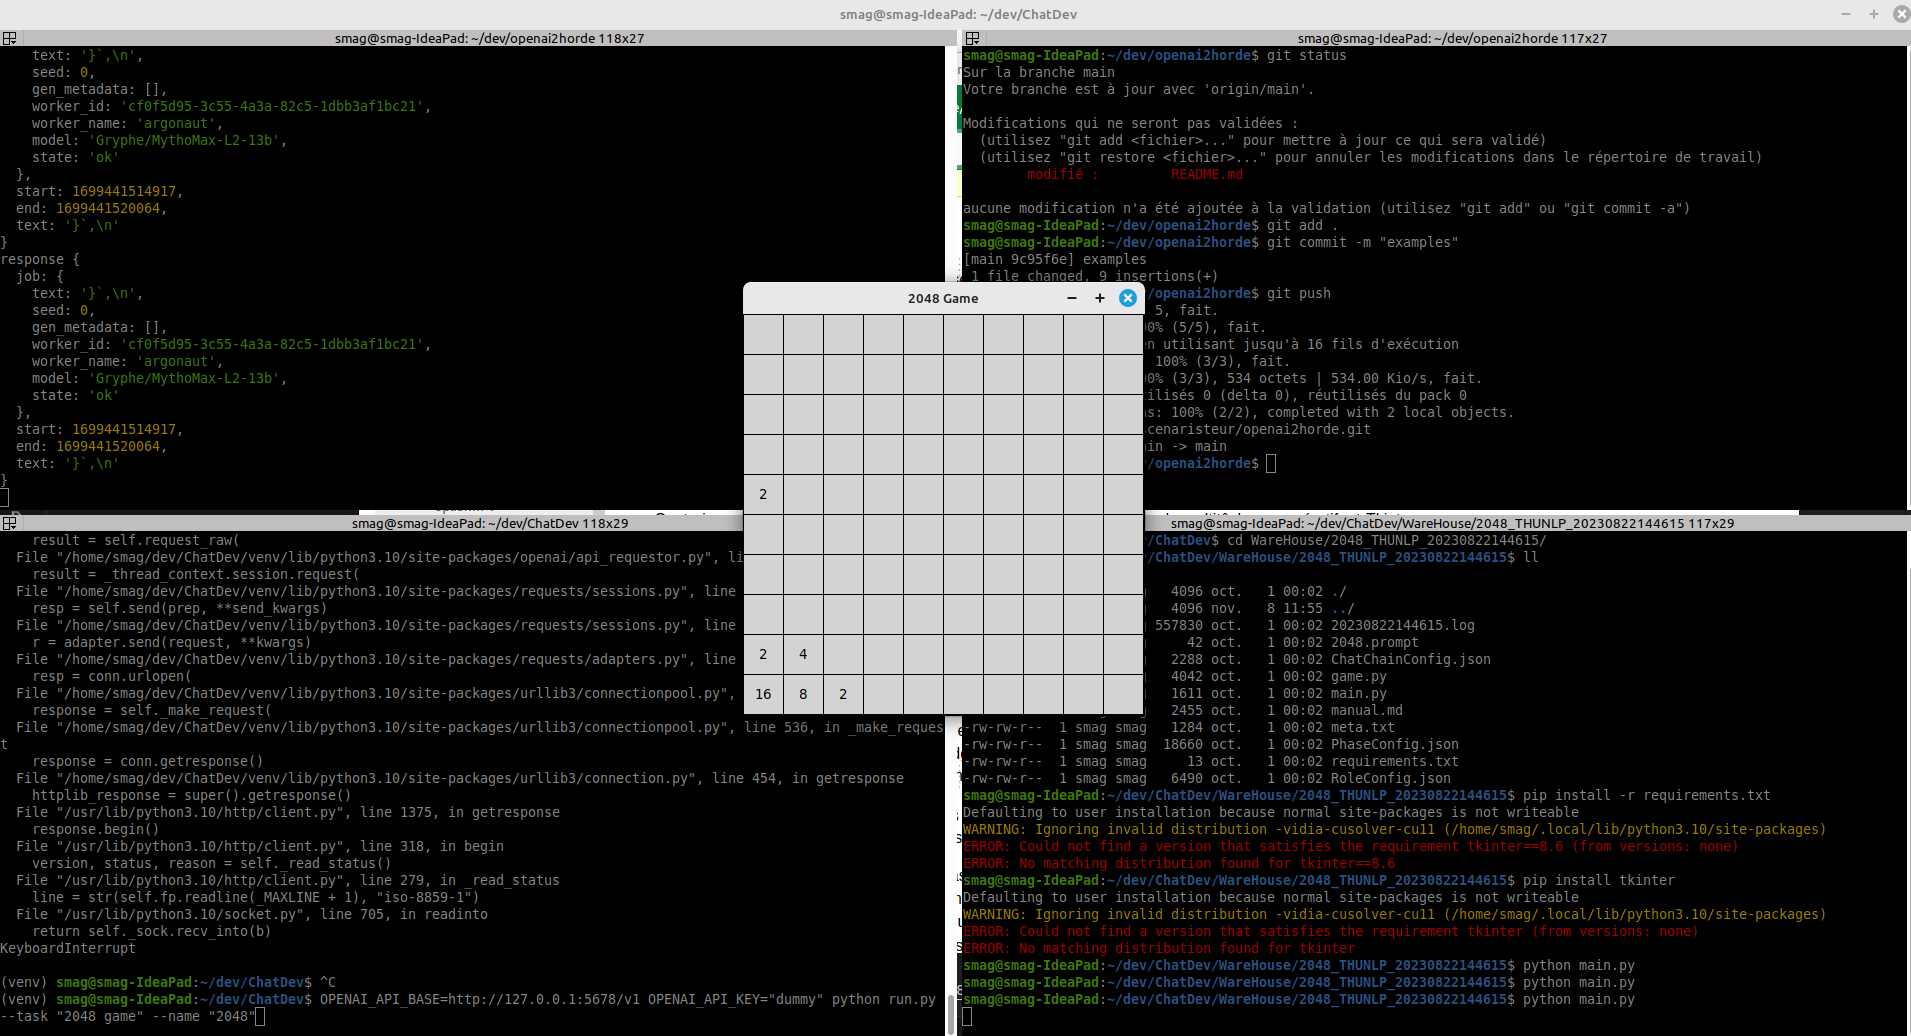 smag@smag-IdeaPad: ~/dev/ChatDev
smag@smag-IdeaPad: ~/dev/openai2horde 118x27
    text: '}`,\n',
    seed: 0,
    gen_metadata: [],
    worker_id: 'cf0f5d95-3c55-4a3a-82c5-1dbb3af1bc21',
    worker_name: 'argonaut',
    model: 'Gryphe/MythoMax-L2-13b',
    state: 'ok'
  },
  start: 1699441514917,
  end: 1699441520064,
  text: '}`,\n'
}
response {
  job: {
    text: '}`,\n',
    seed: 0,
    gen_metadata: [],
    worker_id: 'cf0f5d95-3c55-4a3a-82c5-1dbb3af1bc21',
    worker_name: 'argonaut',
    model: 'Gryphe/MythoMax-L2-13b',
    state: 'ok'
  },
  start: 1699441514917,
  end: 1699441520064,
  text: '}`,\n'
}
smag@smag-IdeaPad: ~/dev/openai2horde 117x27
smag@smag-IdeaPad:~/dev/openai2horde$ git status
Sur la branche main
Votre branche est à jour avec 'origin/main'.
Modifications qui ne seront pas validées :
  (utilisez "git add <fichier>..." pour mettre à jour ce qui sera validé)
  (utilisez "git restore <fichier>..." pour annuler les modifications dans le répertoire de travail)
        modifié :         README.md
aucune modification n'a été ajoutée à la validation (utilisez "git add" ou "git commit -a")
smag@smag-IdeaPad:~/dev/openai2horde$ git add .
smag@smag-IdeaPad:~/dev/openai2horde$ git commit -m "examples"
[main 9c95f6e] examples
 1 file changed, 9 insertions(+)
/openai2horde$ git push
5, fait.
00% (5/5), fait.
en utilisant jusqu'à 16 fils d'exécution
100% (3/3), fait.
00% (3/3), 534 octets | 534.00 Kio/s, fait.
ilisés 0 (delta 0), réutilisés du pack 0
s: 100% (2/2), completed with 2 local objects.
scenaristeur/openai2horde.git
in -> main
/openai2horde$
2048 Game
2
2 4
16 8 2
smag@smag-IdeaPad: ~/dev/ChatDev 118x29
    result = self.request_raw(
  File "/home/smag/dev/ChatDev/venv/lib/python3.10/site-packages/openai/api_requestor.py", li
    result = _thread_context.session.request(
  File "/home/smag/dev/ChatDev/venv/lib/python3.10/site-packages/requests/sessions.py", line
    resp = self.send(prep, **send_kwargs)
  File "/home/smag/dev/ChatDev/venv/lib/python3.10/site-packages/requests/sessions.py", line
    r = adapter.send(request, **kwargs)
  File "/home/smag/dev/ChatDev/venv/lib/python3.10/site-packages/requests/adapters.py", line
    resp = conn.urlopen(
  File "/home/smag/dev/ChatDev/venv/lib/python3.10/site-packages/urllib3/connectionpool.py",
    response = self._make_request(
  File "/home/smag/dev/ChatDev/venv/lib/python3.10/site-packages/urllib3/connectionpool.py", line 536, in _make_reques
t
    response = conn.getresponse()
  File "/home/smag/dev/ChatDev/venv/lib/python3.10/site-packages/urllib3/connection.py", line 454, in getresponse
    httplib_response = super().getresponse()
  File "/usr/lib/python3.10/http/client.py", line 1375, in getresponse
    response.begin()
  File "/usr/lib/python3.10/http/client.py", line 318, in begin
    version, status, reason = self._read_status()
  File "/usr/lib/python3.10/http/client.py", line 279, in _read_status
    line = str(self.fp.readline(_MAXLINE + 1), "iso-8859-1")
  File "/usr/lib/python3.10/socket.py", line 705, in readinto
    return self._sock.recv_into(b)
KeyboardInterrupt
(venv) smag@smag-IdeaPad:~/dev/ChatDev$ ^C
(venv) smag@smag-IdeaPad:~/dev/ChatDev$ OPENAI_API_BASE=http://127.0.0.1:5678/v1 OPENAI_API_KEY="dummy" python run.py
--task "2048 game" --name "2048"
smag@smag-IdeaPad: ~/dev/ChatDev/WareHouse/2048_THUNLP_20230822144615 117x29
/ChatDev$ cd WareHouse/2048_THUNLP_20230822144615/
/ChatDev/WareHouse/2048_THUNLP_20230822144615$ ll
4096 oct.   1 00:02 ./
4096 nov.   8 11:55 ../
557830 oct.   1 00:02 20230822144615.log
42 oct.   1 00:02 2048.prompt
2288 oct.   1 00:02 ChatChainConfig.json
4042 oct.   1 00:02 game.py
1611 oct.   1 00:02 main.py
2455 oct.   1 00:02 manual.md
-rw-rw-r--  1 smag smag   1284 oct.   1 00:02 meta.txt
-rw-rw-r--  1 smag smag  18660 oct.   1 00:02 PhaseConfig.json
-rw-rw-r--  1 smag smag     13 oct.   1 00:02 requirements.txt
-rw-rw-r--  1 smag smag   6490 oct.   1 00:02 RoleConfig.json
smag@smag-IdeaPad:~/dev/ChatDev/WareHouse/2048_THUNLP_20230822144615$ pip install -r requirements.txt
Defaulting to user installation because normal site-packages is not writeable
WARNING: Ignoring invalid distribution -vidia-cusolver-cu11 (/home/smag/.local/lib/python3.10/site-packages)
ERROR: Could not find a version that satisfies the requirement tkinter==8.6 (from versions: none)
ERROR: No matching distribution found for tkinter==8.6
smag@smag-IdeaPad:~/dev/ChatDev/WareHouse/2048_THUNLP_20230822144615$ pip install tkinter
Defaulting to user installation because normal site-packages is not writeable
WARNING: Ignoring invalid distribution -vidia-cusolver-cu11 (/home/smag/.local/lib/python3.10/site-packages)
ERROR: Could not find a version that satisfies the requirement tkinter (from versions: none)
ERROR: No matching distribution found for tkinter
smag@smag-IdeaPad:~/dev/ChatDev/WareHouse/2048_THUNLP_20230822144615$ python main.py
smag@smag-IdeaPad:~/dev/ChatDev/WareHouse/2048_THUNLP_20230822144615$ python main.py
smag@smag-IdeaPad:~/dev/ChatDev/WareHouse/2048_THUNLP_20230822144615$ python main.py